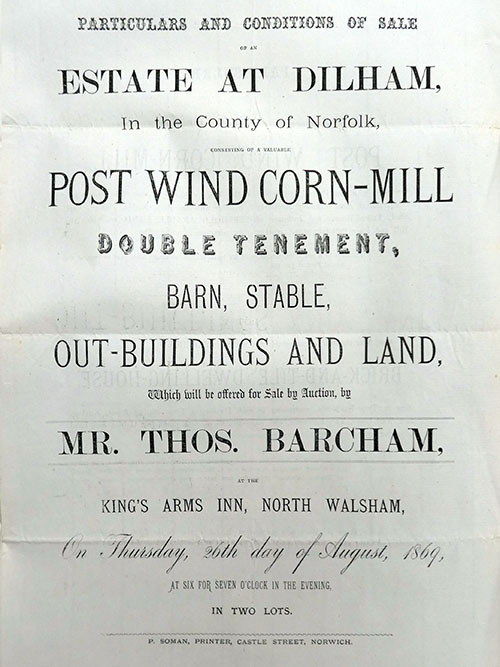 PARTICULARS AND CONDITIONS OF SALE
OF AN
ESTATE AT DILHAM,
In the County of Norfolk,
CONSISTING OF A VALUABLE
POST WIND CORN-MILL
DOUBLE TENEMENT,
BARN, STABLE,
OUT-BUILDINGS AND LAND,
Which will be offered for Sale by Auction, by
MR. THOS. BARCHAM,
AT THE
KING'S ARMS INN, NORTH WALSHAM,
On Thursday, 26th day of August, 1869,
AT SIX FOR SEVEN O'CLOCK IN THE EVENING,
IN TWO LOTS.
P. SOMAN, PRINTER, CASTLE STREET, NORWICH.